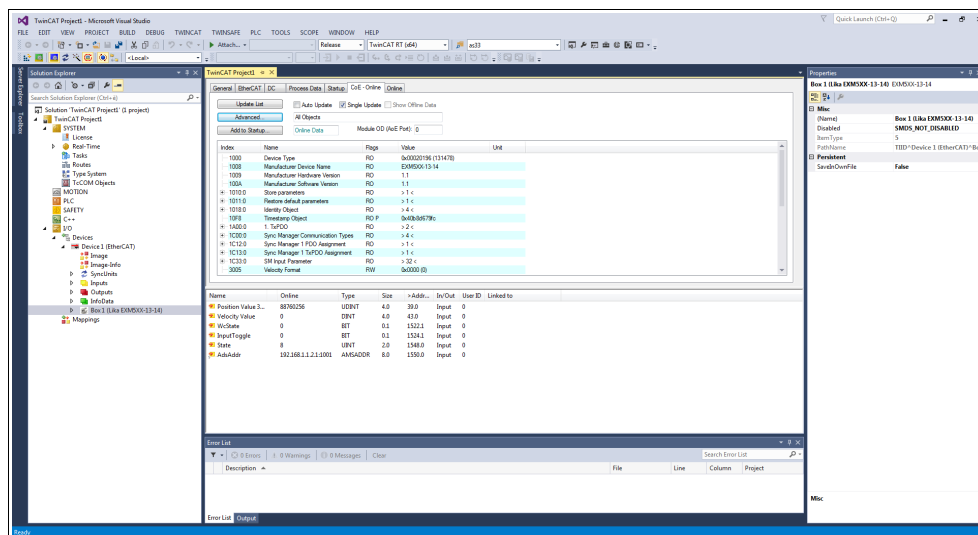 TwinCAT Project1 - Microsoft Visual Studio
Quick Launch (Ctrl+Q)
FILE EDIT VIEW PROJECT BUILD DEBUG TWINCAT TWINSAFE PLC TOOLS SCOPE WINDOW HELP
Attach... Release TwinCAT RT (x64) as33
<Local>
Server Explorer
Toolbox
Solution Explorer
Search Solution Explorer (Ctrl+è)
Solution 'TwinCAT Project1' (1 project)
TwinCAT Project1
SYSTEM
License
Real-Time
Tasks
Routes
Type System
TcCOM Objects
MOTION
PLC
SAFETY
C++
I/O
Devices
Device 1 (EtherCAT)
Image
Image-Info
SyncUnits
Inputs
Outputs
InfoData
Box 1 (Lika EXM5XX-13-14)
Mappings
TwinCAT Project1
General EtherCAT DC Process Data Startup CoE - Online Online
Update List Auto Update Single Update Show Offline Data
Advanced... All Objects
Add to Startup... Online Data Module OD (AoE Port): 0
Index Name Flags Value Unit
1000 Device Type RO 0x00020196 (131478)
1008 Manufacturer Device Name RO EXM5XX-13-14
1009 Manufacturer Hardware Version RO 1.1
100A Manufacturer Software Version RO 1.1
1010:0 Store parameters RO > 1 <
1011:0 Restore default parameters RO > 1 <
1018:0 Identity Object RO > 4 <
10F8 Timestamp Object RO P 0x40b8d679fc
1A00:0 1. TxPDO RO > 2 <
1C00:0 Sync Manager Communication Types RO > 4 <
1C12:0 Sync Manager 1 PDO Assignment RO > 1 <
1C13:0 Sync Manager 1 TxPDO Assignment RO > 1 <
1C33:0 SM Input Parameter RO > 32 <
3005 Velocity Format RW 0x0000 (0)
Name Online Type Size >Addr... In/Out User ID Linked to
Position Value 3... 88760256 UDINT 4.0 39.0 Input 0
Velocity Value 0 DINT 4.0 43.0 Input 0
WcState 0 BIT 0.1 1522.1 Input 0
InputToggle 0 BIT 0.1 1524.1 Input 0
State 8 UINT 2.0 1548.0 Input 0
AdsAddr 192.168.1.1.2.1:1001 AMSADDR 8.0 1550.0 Input 0
Error List
0 Errors 0 Warnings 0 Messages Clear
Search Error List
Description File Line Column Project
Error List Output
Properties
Box 1 (Lika EXM5XX-13-14) EXM5XX-13-14
Misc
(Name) Box 1 (Lika EXM5XX-13-14)
Disabled SMDS_NOT_DISABLED
ItemType 5
PathName TIID^Device 1 (EtherCAT)^Bo
Persistent
SaveInOwnFile False
Misc
Ready